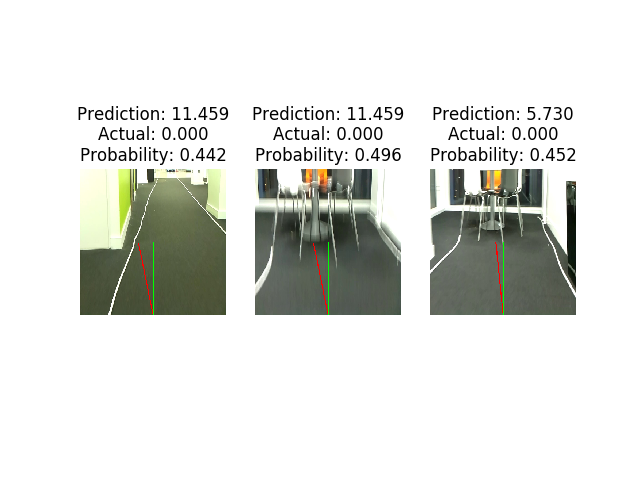 Prediction: 11.459
Actual: 0.000
Probability: 0.442
Prediction: 11.459
Actual: 0.000
Probability: 0.496
Prediction: 5.730
Actual: 0.000
Probability: 0.452